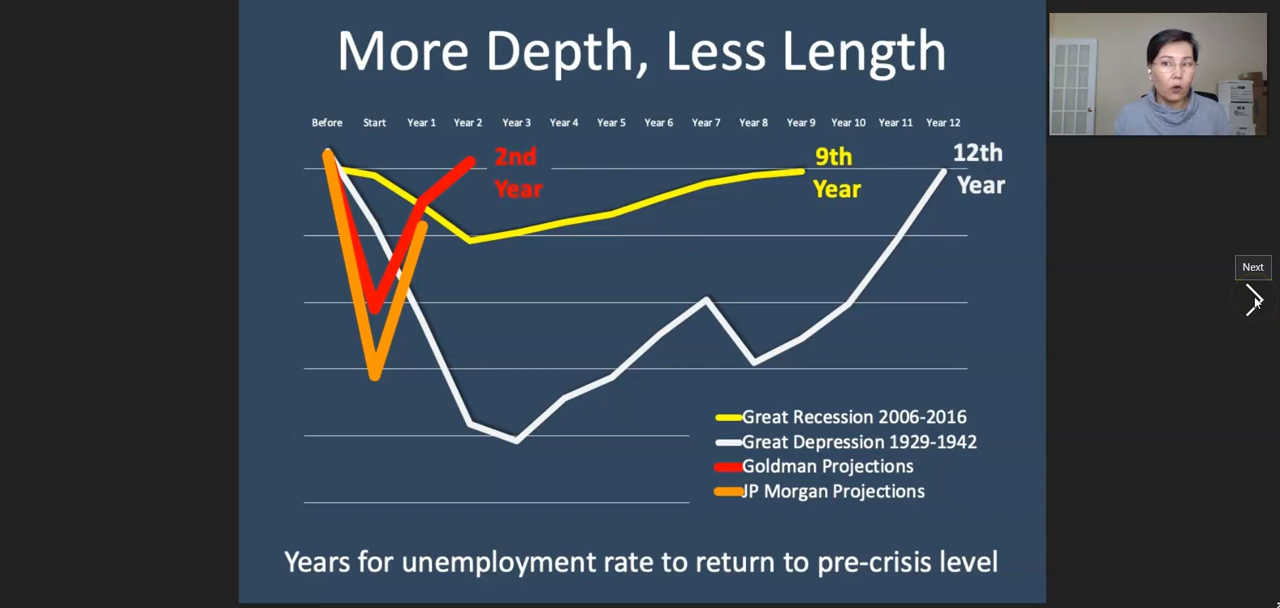 More Depth, Less Length
Before Start Year 1 Year 2 Year 3 Year 4 Year 5 Year 6 Year 7 Year 8 Year 9 Year 10 Year 11 Year 12
2nd
Year
9th
Year
12th
Year
Next
Great Recession 2006-2016
Great Depression 1929-1942
Goldman Projections
JP Morgan Projections
Years for unemployment rate to return to pre-crisis level